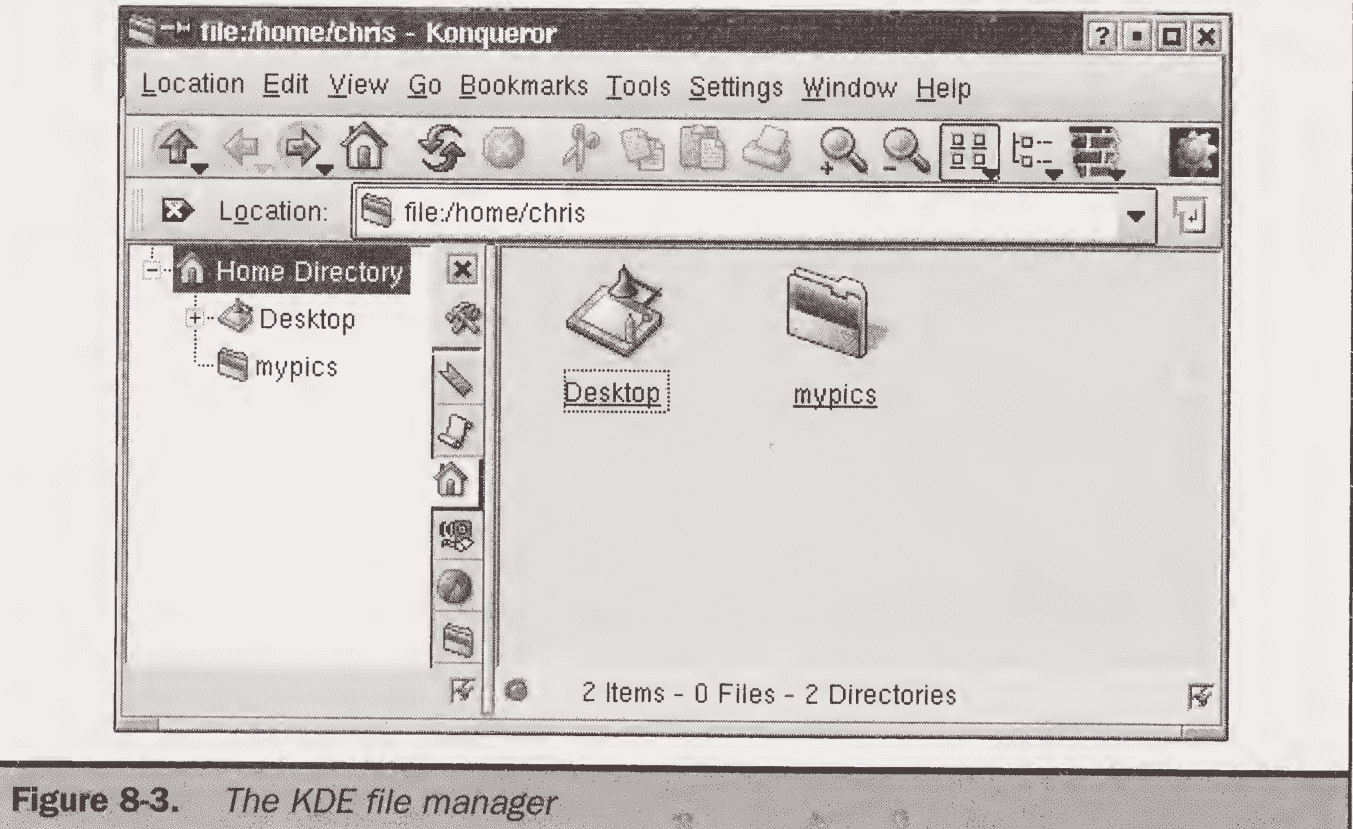 file:/home/chris - Konqueror
Location Edit View Go Bookmarks Tools Settings Window Help
Location: file:/home/chris
Home Directory
Desktop
mypics
Desktop
mypics
2 Items - 0 Files - 2 Directories
Figure 8-3. The KDE file manager